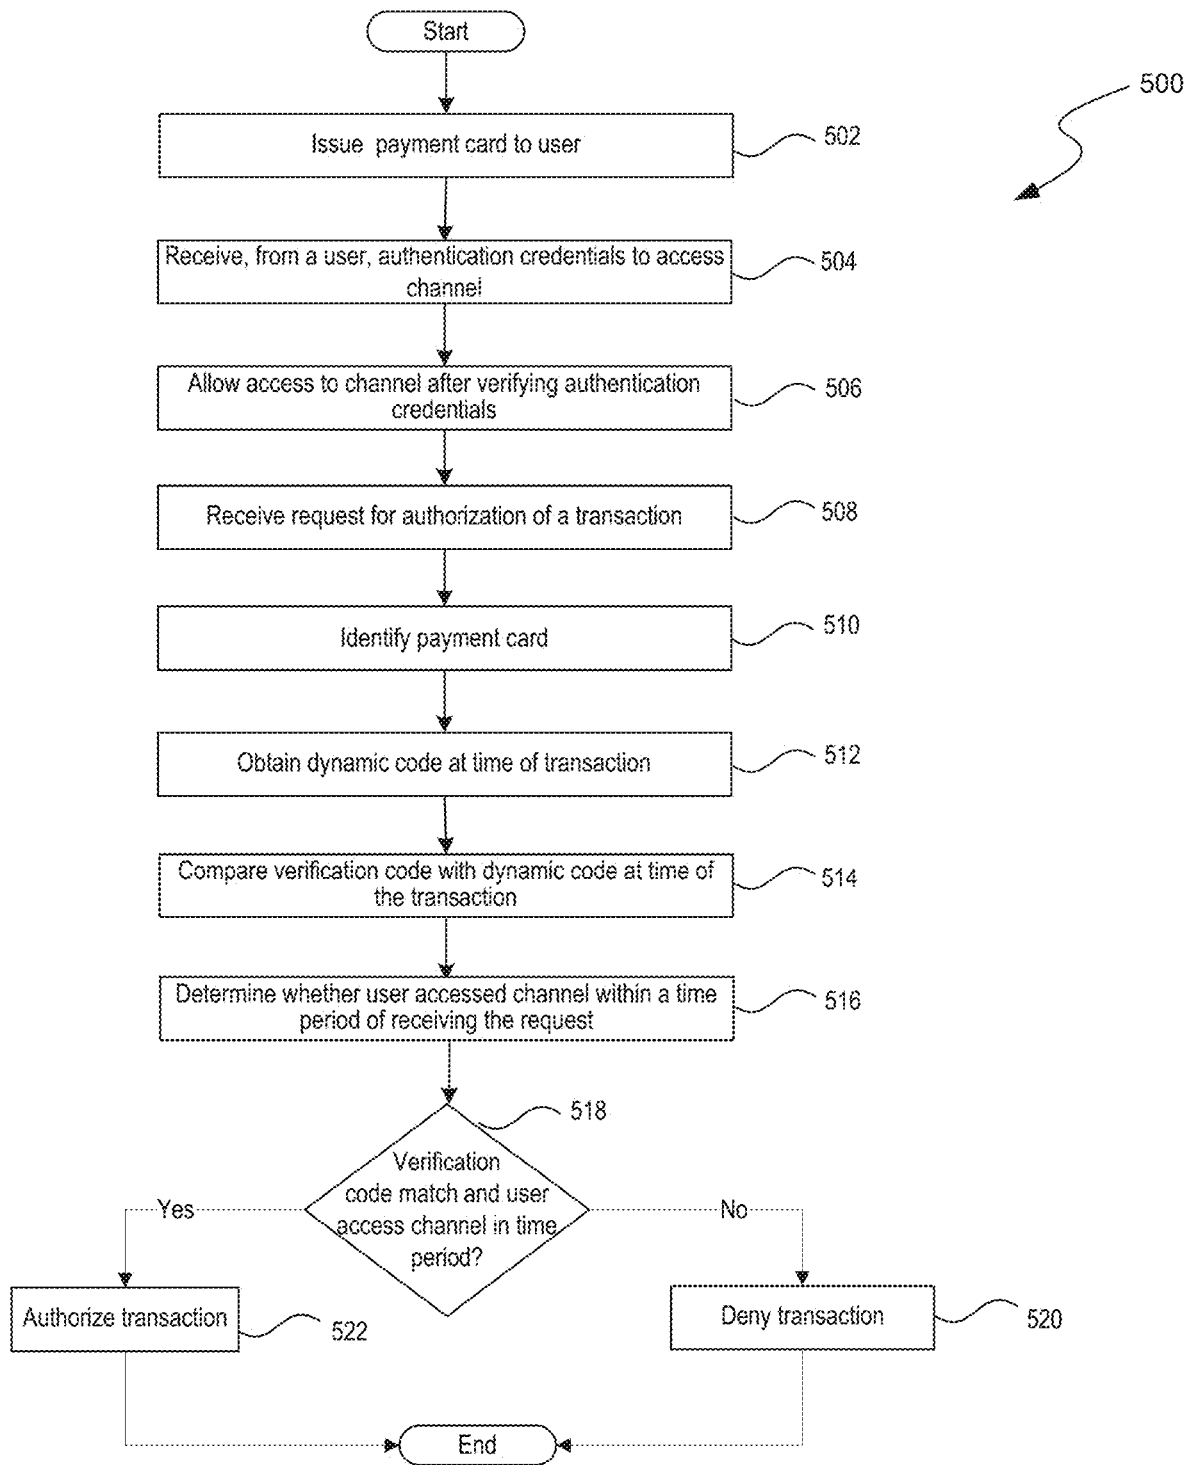 Start
500
Issue payment card to user
502
Receive, from a user, authentication credentials to access
channel
504
Allow access to channel after verifying authentication
credentials
506
Receive request for authorization of a transaction
508
Identify payment card
510
Obtain dynamic code at time of transaction
512
Compare verification code with dynamic code at time of
the transaction
514
Determine whether user accessed channel within a time
period of receiving the request
516
518
Verification
code match and user
access channel in time
period?
Yes
No
Authorize transaction
522
Deny transaction
520
End